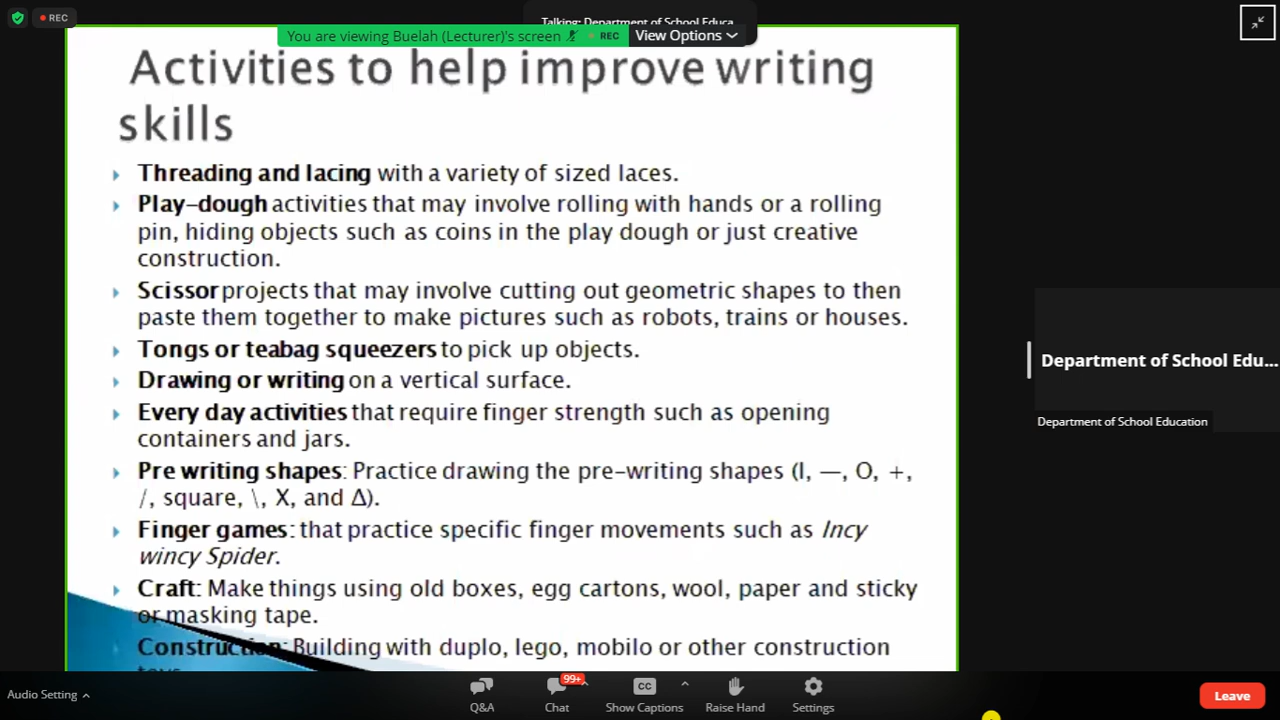 REC
Talking: Department of School Educa
You are viewing Buelah (Lecturer)'s screen REC View Options
Activities to help improve writing
skills
Threading and lacing with a variety of sized laces.
Play-dough activities that may involve rolling with hands or a rolling
pin, hiding objects such as coins in the play dough or just creative
construction.
Scissor projects that may involve cutting out geometric shapes to then
paste them together to make pictures such as robots, trains or houses.
Tongs or teabag squeezers to pick up objects.
Drawing or writing on a vertical surface.
Every day activities that require finger strength such as opening
containers and jars.
Pre writing shapes: Practice drawing the pre-writing shapes (I, —, O, +,
/, square, \, X, and Δ).
Finger games: that practice specific finger movements such as Incy
wincy Spider.
Craft: Make things using old boxes, egg cartons, wool, paper and sticky
or masking tape.
Construction: Building with duplo, lego, mobilo or other construction
Department of School Edu...
Department of School Education
Audio Setting
Q&A
99+
Chat
CC
Show Captions
Raise Hand
Settings
Leave